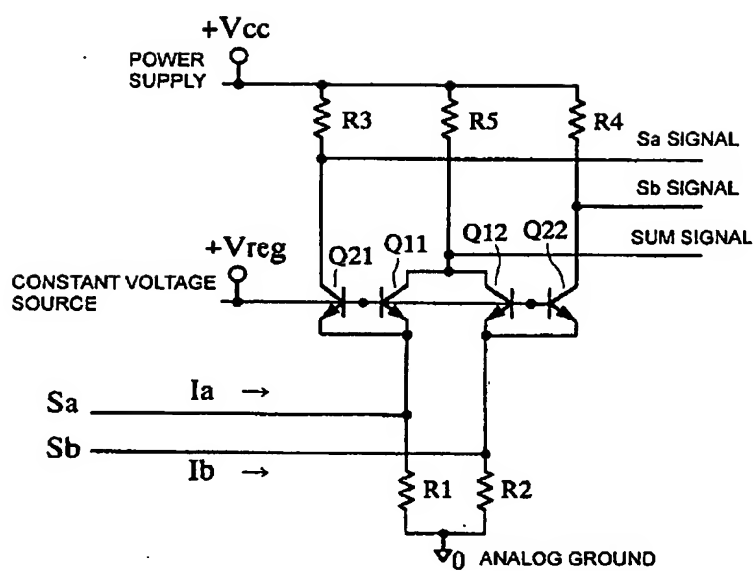 +Vcc
POWER
SUPPLY
R3
R5
R4
Sa SIGNAL
Sb SIGNAL
SUM SIGNAL
+Vreg
Q21
Q11
Q12
Q22
CONSTANT VOLTAGE
SOURCE
Ia →
Sa
Sb
Ib →
R1
R2
0 ANALOG GROUND